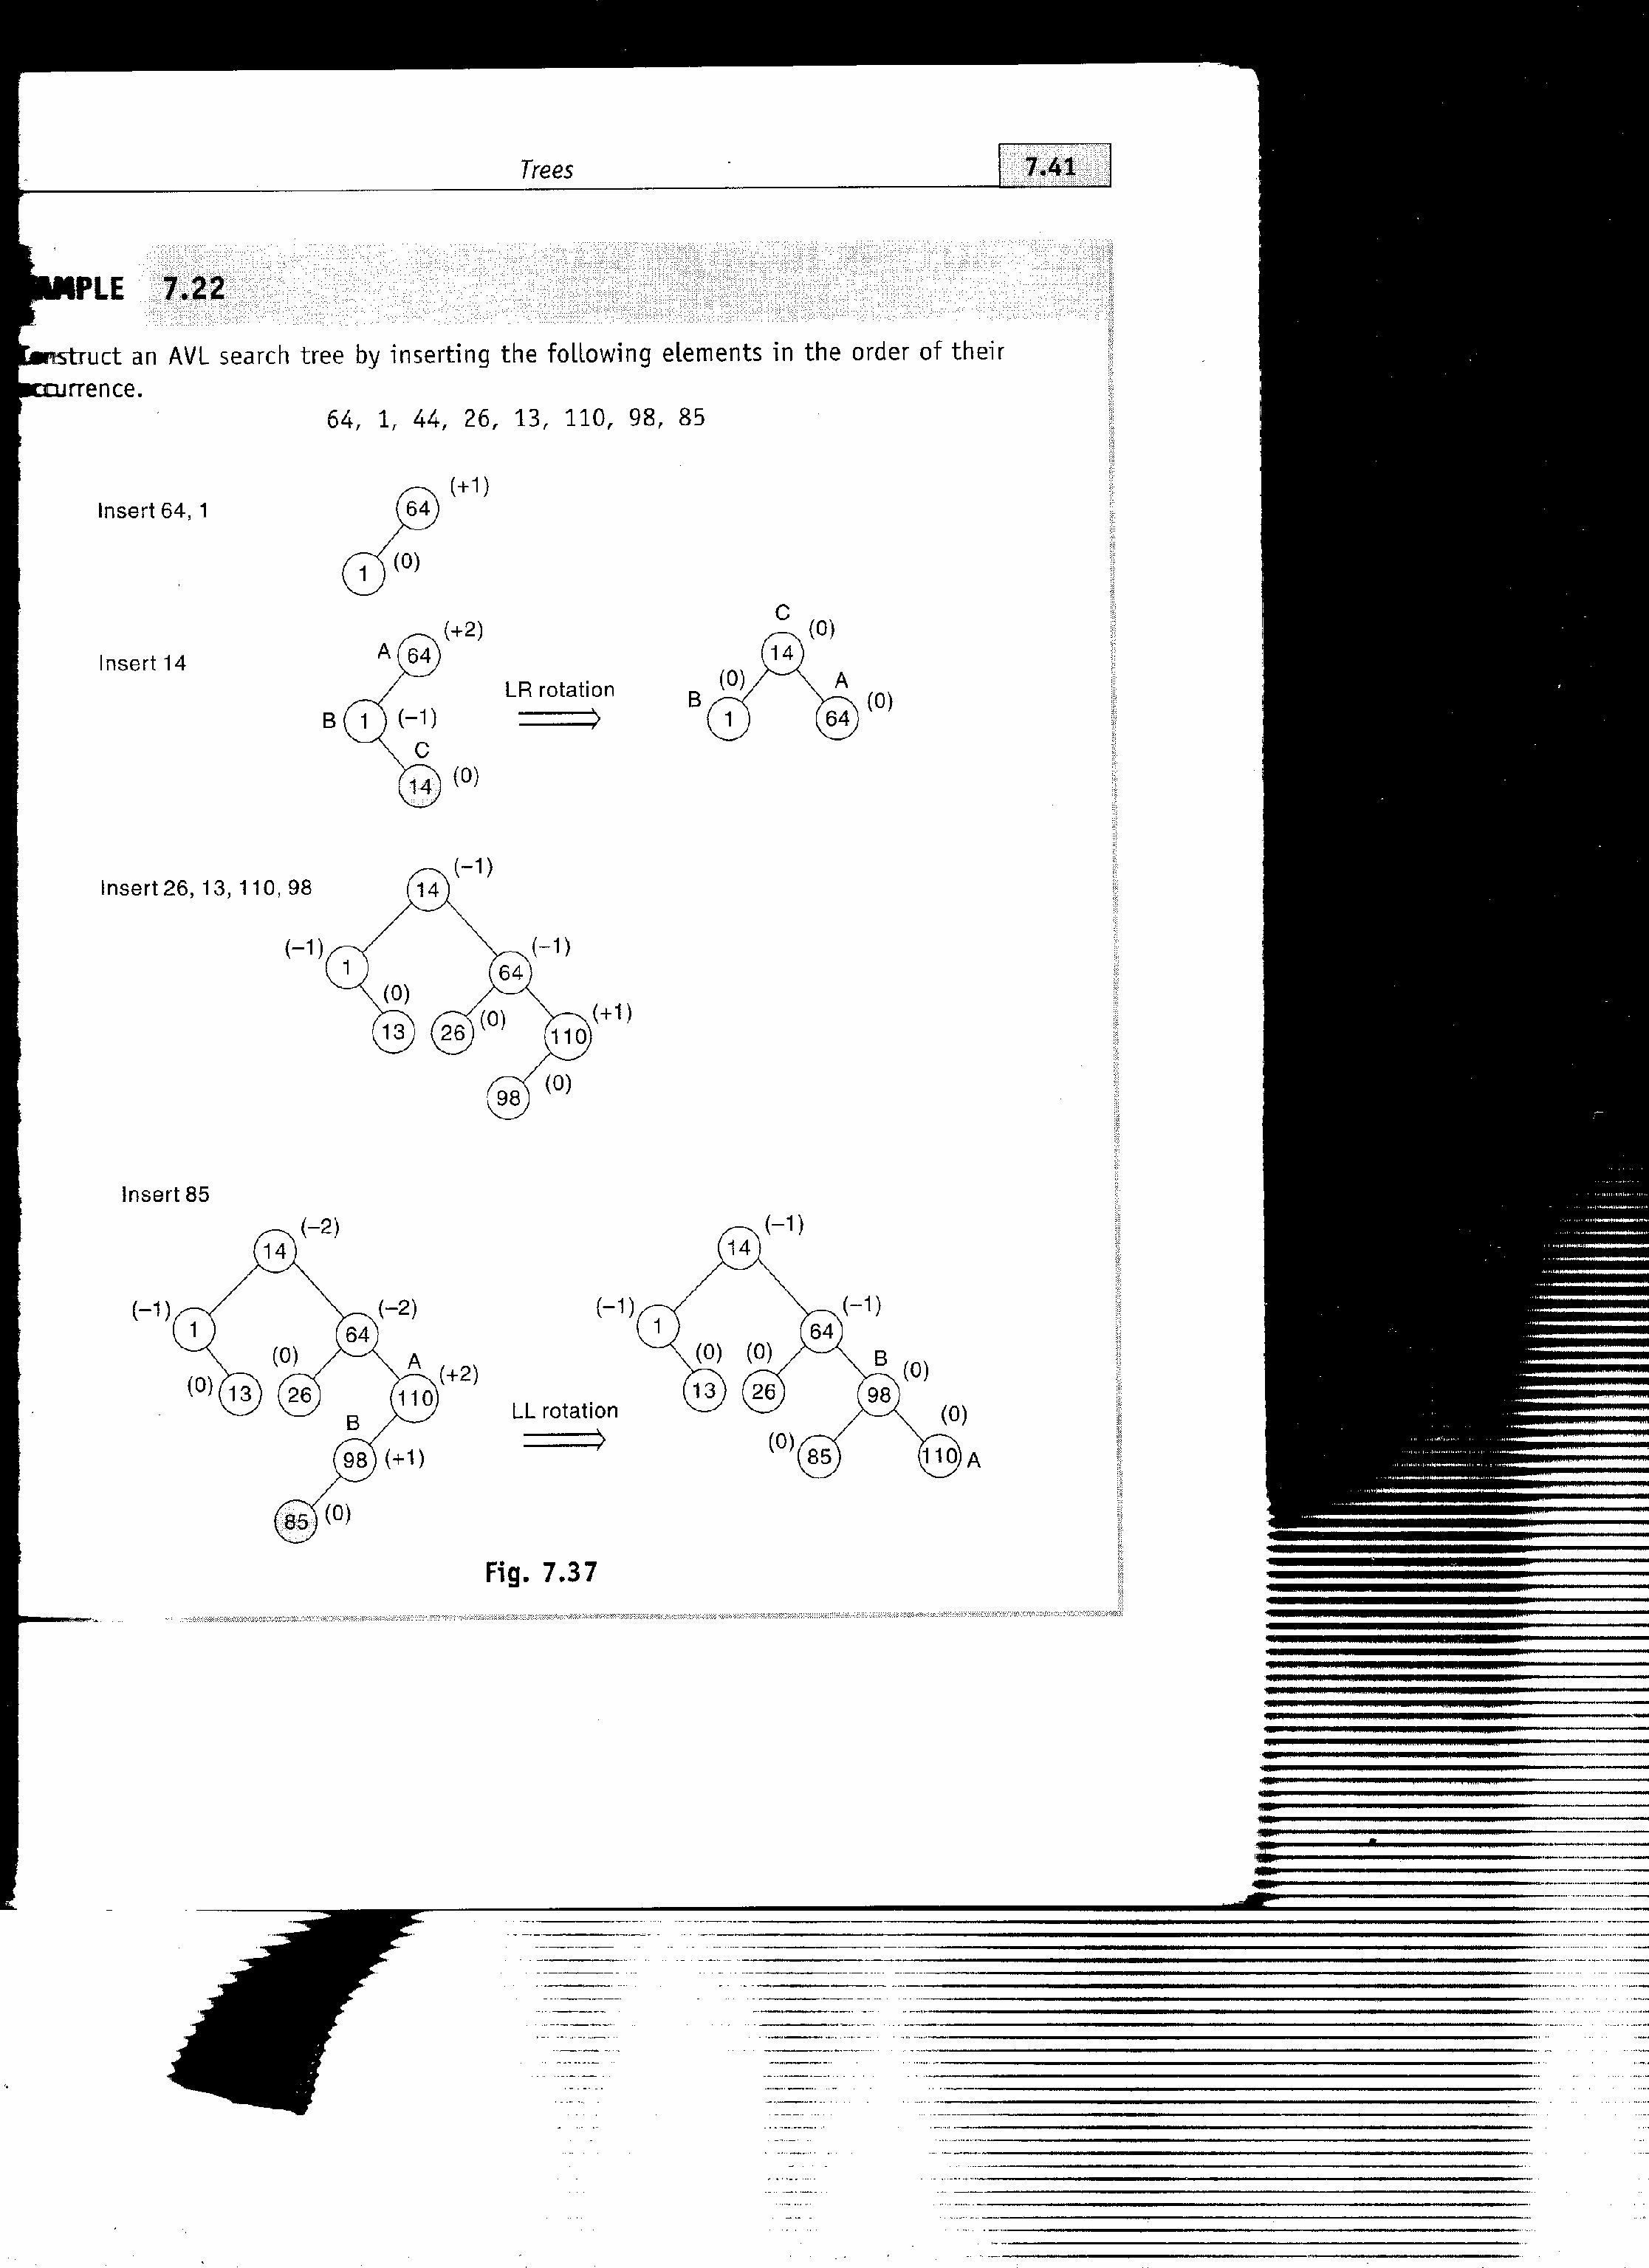 Trees
7.41
7.22
Construct an AVL search tree by inserting the following elements in the order of their
occurrence.
64, 1, 44, 26, 13, 110, 98, 85
Insert 64, 1
64 (+1)
1 (0)
Insert 14
A 64 (+2)
B 1 (−1)
C
14 (0)
LR rotation
C
14 (0)
(0) A
B 1 64 (0)
Insert 26, 13, 110, 98
14 (−1)
(−1) 1 64 (−1)
(0)
13 26 (0) 110 (+1)
98 (0)
Insert 85
14 (−2)
(−1) 1 64 (−2)
(0) A
(0) 13 26 110 (+2)
B
98 (+1)
85 (0)
LL rotation
14 (−1)
(−1) 1 64 (−1)
(0) (0) B (0)
13 26 98
(0) (0)
85 110 A
Fig. 7.37